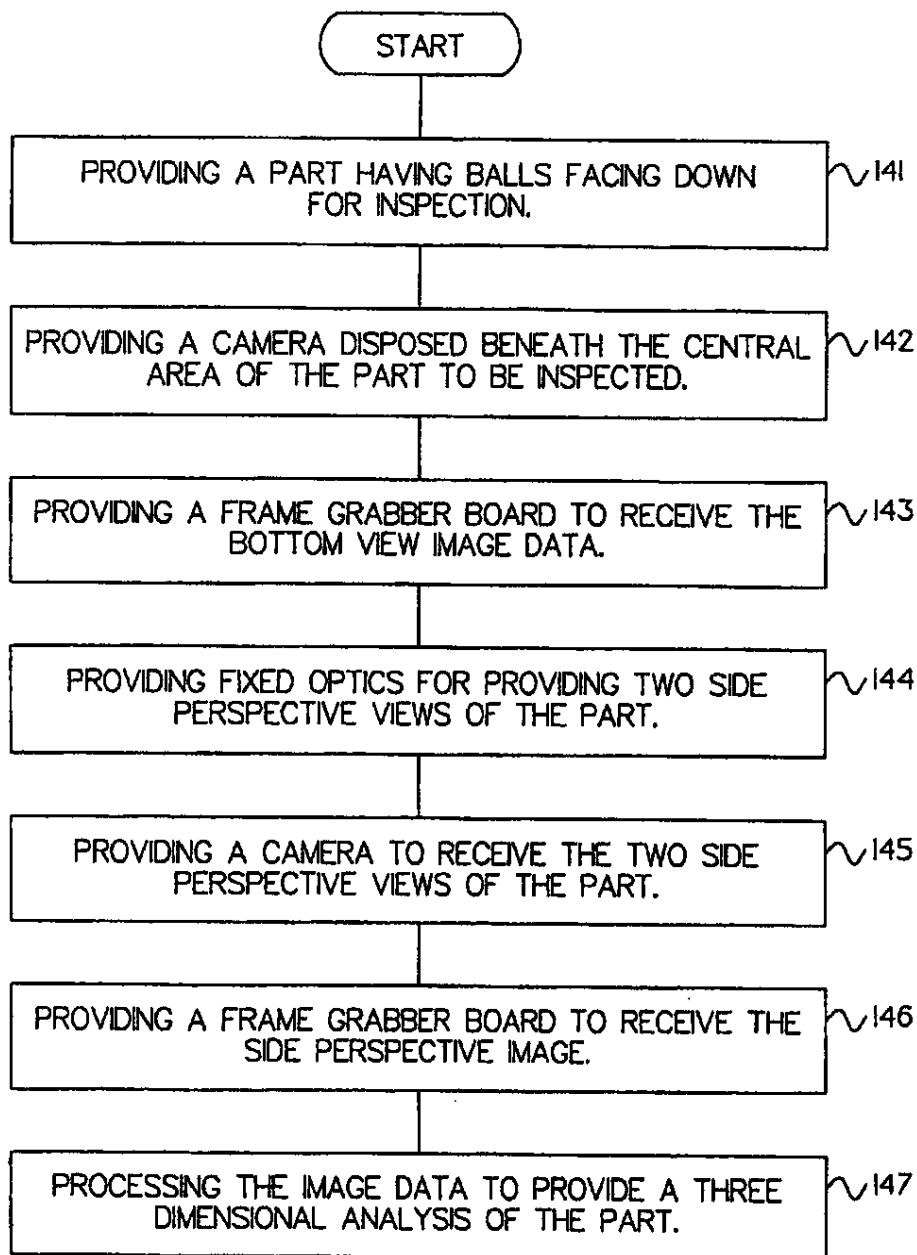 START
PROVIDING A PART HAVING BALLS FACING DOWN
FOR INSPECTION.
141
PROVIDING A CAMERA DISPOSED BENEATH THE CENTRAL
AREA OF THE PART TO BE INSPECTED.
142
PROVIDING A FRAME GRABBER BOARD TO RECEIVE THE
BOTTOM VIEW IMAGE DATA.
143
PROVIDING FIXED OPTICS FOR PROVIDING TWO SIDE
PERSPECTIVE VIEWS OF THE PART.
144
PROVIDING A CAMERA TO RECEIVE THE TWO SIDE
PERSPECTIVE VIEWS OF THE PART.
145
PROVIDING A FRAME GRABBER BOARD TO RECEIVE THE
SIDE PERSPECTIVE IMAGE.
146
PROCESSING THE IMAGE DATA TO PROVIDE A THREE
DIMENSIONAL ANALYSIS OF THE PART.
147